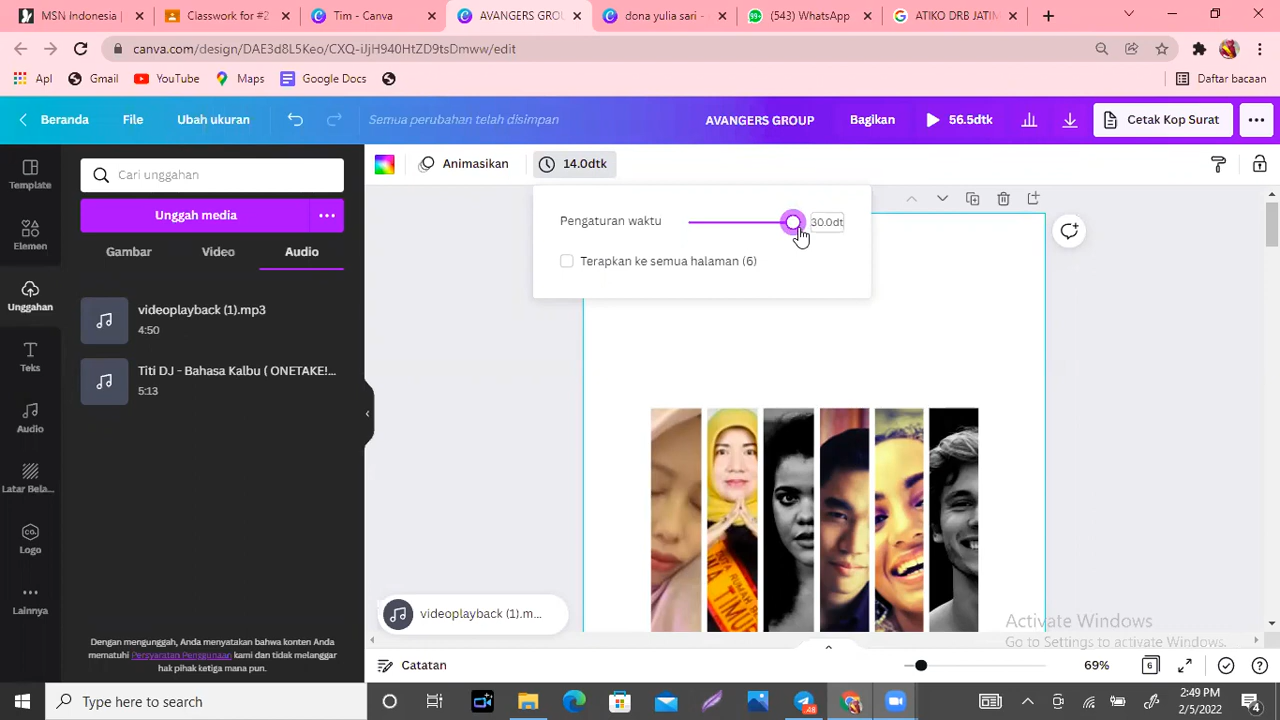 MSN Indonesia |
Classwork for #2
Tim - Canva
AVANGERS GROU
dona yulia sari -
(543) WhatsApp
ATIKO DRB JATIN
canva.com/design/DAE3d8L5Keo/CXQ-iJjH940HtZD9tsDmww/edit
Apl
Gmail
YouTube
Maps
Google Docs
Daftar bacaan
Beranda
File
Ubah ukuran
Semua perubahan telah disimpan
AVANGERS GROUP
Bagikan
56.5dtk
Cetak Kop Surat
Template
Elemen
Unggahan
Teks
Audio
Latar Bela...
Logo
Lainnya
Cari unggahan
Unggah media
Gambar
Video
Audio
videoplayback (1).mp3
4:50
Titi DJ - Bahasa Kalbu ( ONETAKE!...
5:13
Dengan mengunggah, Anda menyatakan bahwa konten Anda
mematuhi Persyaratan Penggunaan kami dan tidak melanggar
hak pihak ketiga mana pun.
Animasikan
14.0dtk
Pengaturan waktu
30.0dt
Terapkan ke semua halaman (6)
videoplayback (1).m...
Activate Windows
Go to Settings to activate Windows.
Catatan
69%
6
Type here to search
2:49 PM
2/5/2022